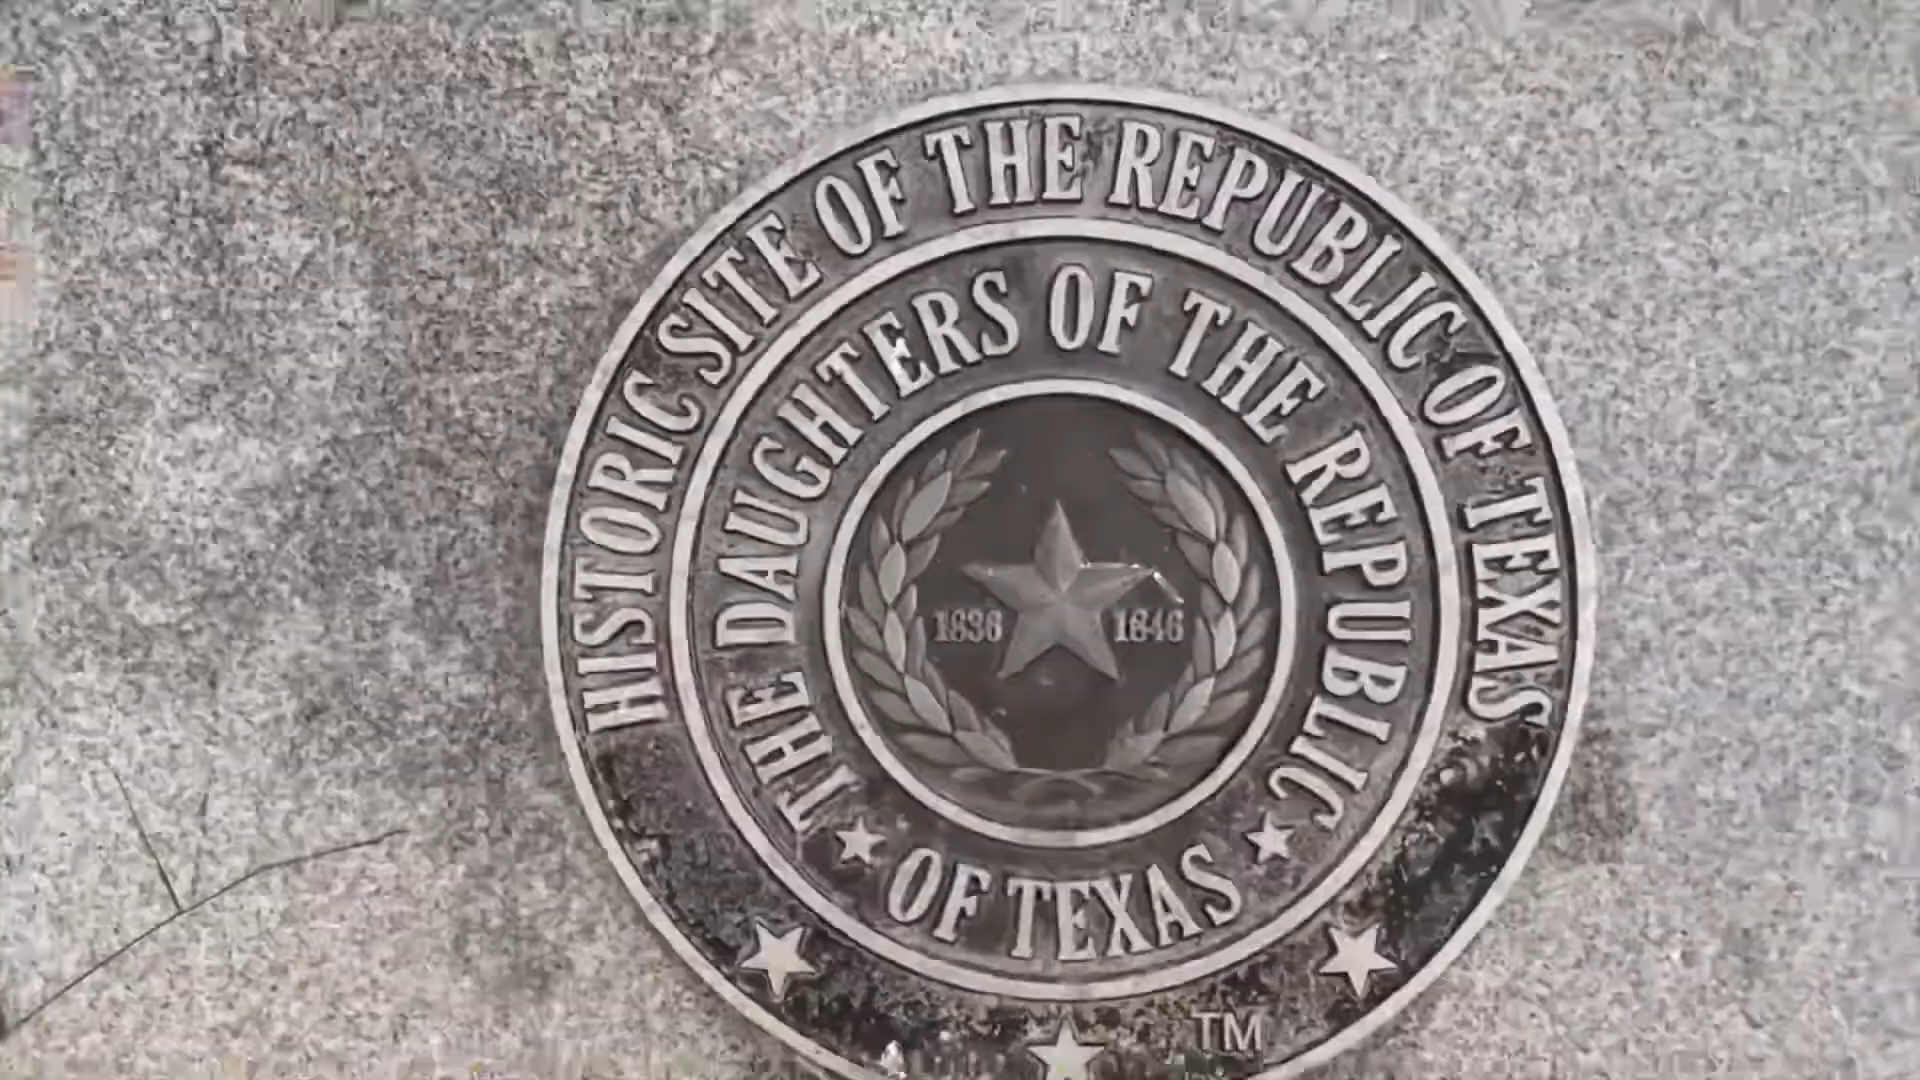 HISTORIC SITE OF THE REPUBLIC OF TEXAS
THE DAUGHTERS OF THE REPUBLIC
OF TEXAS
1836 1846
TM